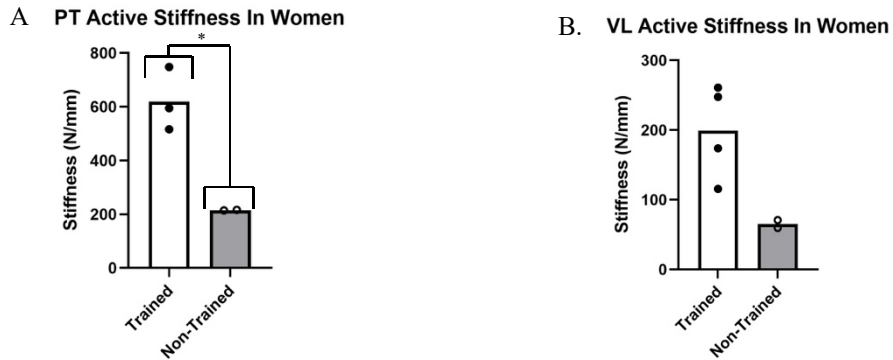 A
PT Active Stiffness In Women
*
800
600
400
200
0
Stiffness (N/mm)
Trained
Non-Trained
B.
VL Active Stiffness In Women
300
200
100
0
Stiffness (N/mm)
Trained
Non-Trained